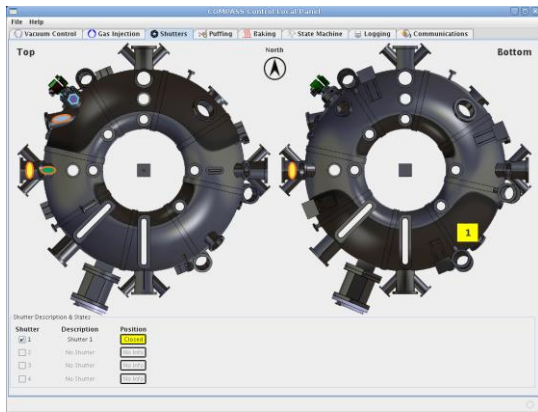 COMPASS Control Local Panel
File Help
Vacuum Control Gas Injection Shutters Puffing Baking State Machine Logging Communications
Top North Bottom
1
Shutter Description & States
Shutter Description Position
1 Shutter 1 Closed
2 No Shutter No Info
3 No Shutter No Info
4 No Shutter No Info